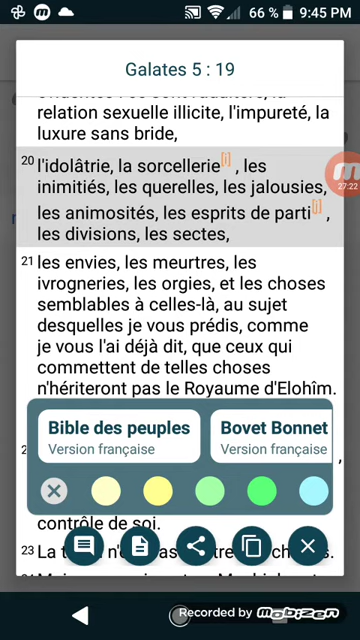 66 % 9:45 PM
Galates 5 : 19
relation sexuelle illicite, l'impureté, la
luxure sans bride,
20 l'idolâtrie, la sorcellerie[i] , les
inimitiés, les querelles, les jalousies,
les animosités, les esprits de parti[j] ,
les divisions, les sectes,
27:22
21 les envies, les meurtres, les
ivrogneries, les orgies, et les choses
semblables à celles-là, au sujet
desquelles je vous prédis, comme
je vous l'ai déjà dit, que ceux qui
commettent de telles choses
n'hériteront pas le Royaume d'Elohîm.
Bible des peuples
Version française
Bovet Bonnet
Version française
contrôle de soi.
23 La
Recorded by mobizen